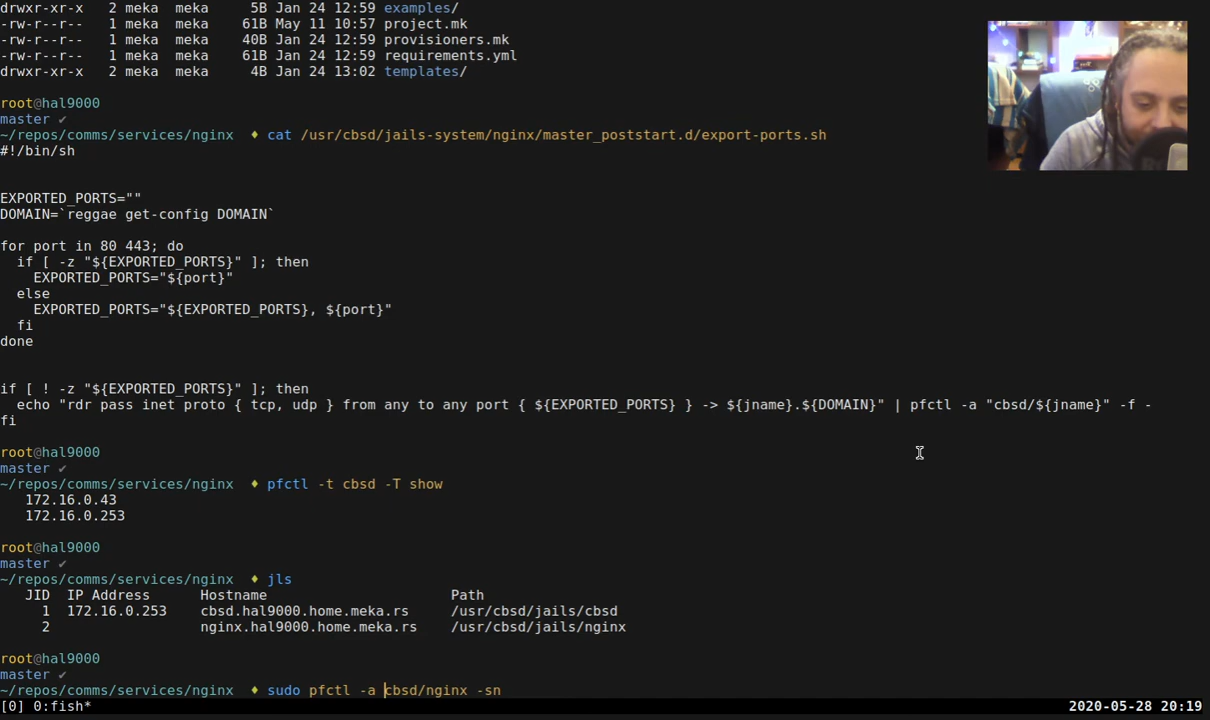 drwxr-xr-x   2 meka  meka     5B Jan 24 12:59 examples/
-rw-r--r--   1 meka  meka    61B May 11 10:57 project.mk
-rw-r--r--   1 meka  meka    40B Jan 24 12:59 provisioners.mk
-rw-r--r--   1 meka  meka    61B Jan 24 12:59 requirements.yml
drwxr-xr-x   2 meka  meka     4B Jan 24 13:02 templates/
root@hal9000
master ✔
~/repos/comms/services/nginx  ♦ cat /usr/cbsd/jails-system/nginx/master_poststart.d/export-ports.sh
#!/bin/sh
EXPORTED_PORTS=""
DOMAIN=`reggae get-config DOMAIN`
for port in 80 443; do
  if [ -z "${EXPORTED_PORTS}" ]; then
    EXPORTED_PORTS="${port}"
  else
    EXPORTED_PORTS="${EXPORTED_PORTS}, ${port}"
  fi
done
if [ ! -z "${EXPORTED_PORTS}" ]; then
  echo "rdr pass inet proto { tcp, udp } from any to any port { ${EXPORTED_PORTS} } -> ${jname}.${DOMAIN}" | pfctl -a "cbsd/${jname}" -f -
fi
root@hal9000
master ✔
~/repos/comms/services/nginx  ♦ pfctl -t cbsd -T show
   172.16.0.43
   172.16.0.253
root@hal9000
master ✔
~/repos/comms/services/nginx  ♦ jls
   JID  IP Address      Hostname                      Path
     1  172.16.0.253    cbsd.hal9000.home.meka.rs     /usr/cbsd/jails/cbsd
     2                  nginx.hal9000.home.meka.rs    /usr/cbsd/jails/nginx
root@hal9000
master ✔
~/repos/comms/services/nginx  ♦ sudo pfctl -a cbsd/nginx -sn
[0] 0:fish* 2020-05-28 20:19